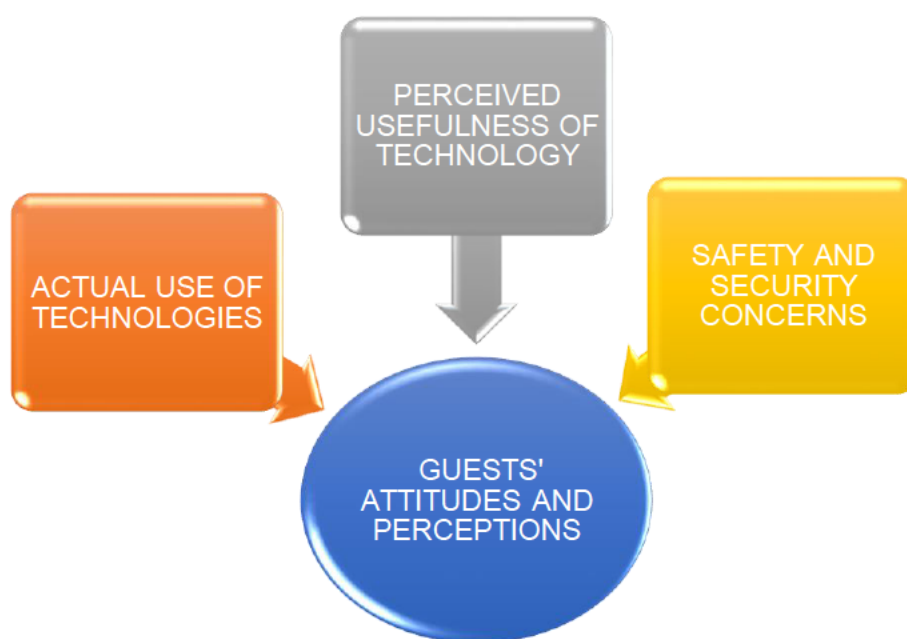 PERCEIVED
USEFULNESS OF
TECHNOLOGY
ACTUAL USE OF
TECHNOLOGIES
SAFETY AND
SECURITY
CONCERNS
GUESTS'
ATTITUDES AND
PERCEPTIONS